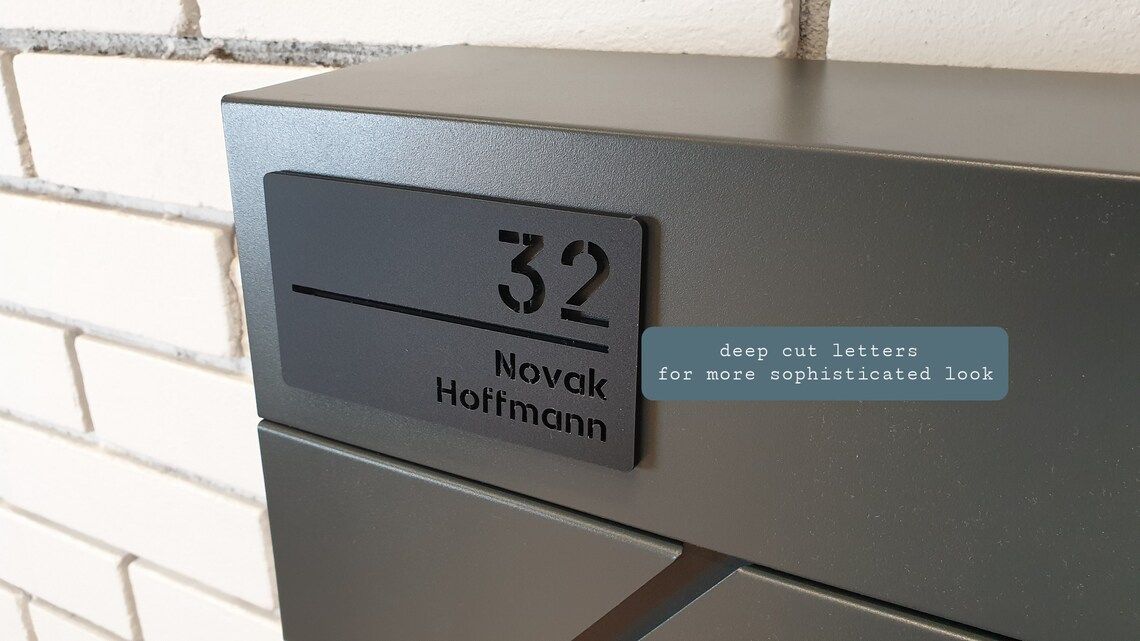 32
Novak
Hoffmann
deep cut letters
for more sophisticated look